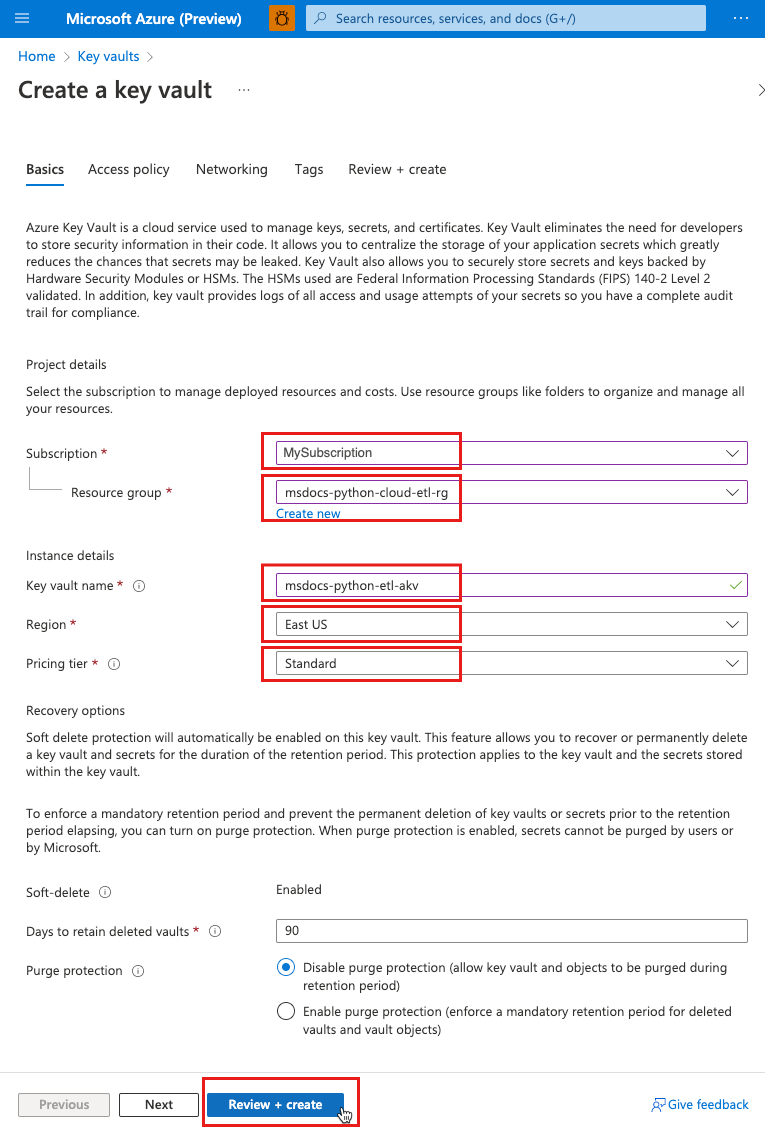 Microsoft Azure (Preview)
Search resources, services, and docs (G+/)
Home > Key vaults >
Create a key vault ...
Basics Access policy Networking Tags Review + create
Azure Key Vault is a cloud service used to manage keys, secrets, and certificates. Key Vault eliminates the need for developers
to store security information in their code. It allows you to centralize the storage of your application secrets which greatly
reduces the chances that secrets may be leaked. Key Vault also allows you to securely store secrets and keys backed by
Hardware Security Modules or HSMs. The HSMs used are Federal Information Processing Standards (FIPS) 140-2 Level 2
validated. In addition, key vault provides logs of all access and usage attempts of your secrets so you have a complete audit
trail for compliance.
Project details
Select the subscription to manage deployed resources and costs. Use resource groups like folders to organize and manage all
your resources.
Subscription * MySubscription
Resource group * msdocs-python-cloud-etl-rg
Create new
Instance details
Key vault name * msdocs-python-etl-akv
Region * East US
Pricing tier * Standard
Recovery options
Soft delete protection will automatically be enabled on this key vault. This feature allows you to recover or permanently delete
a key vault and secrets for the duration of the retention period. This protection applies to the key vault and the secrets stored
within the key vault.
To enforce a mandatory retention period and prevent the permanent deletion of key vaults or secrets prior to the retention
period elapsing, you can turn on purge protection. When purge protection is enabled, secrets cannot be purged by users or
by Microsoft.
Soft-delete Enabled
Days to retain deleted vaults * 90
Purge protection Disable purge protection (allow key vault and objects to be purged during
retention period)
Enable purge protection (enforce a mandatory retention period for deleted
vaults and vault objects)
Previous Next Review + create Give feedback